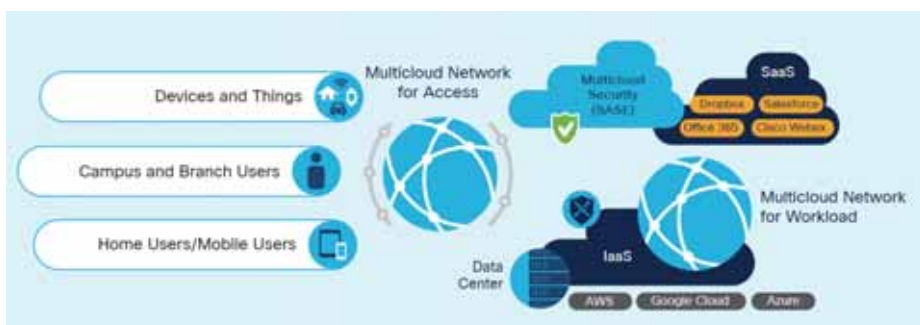 Devices and Things
Campus and Branch Users
Home Users/Mobile Users
Multicloud Network
for Access
Multicloud
Security
(SASE)
SaaS
Dropbox
Salesforce
Office 365
Cisco Webex
Multicloud Network
for Workload
IaaS
Data
Center
AWS
Google Cloud
Azure